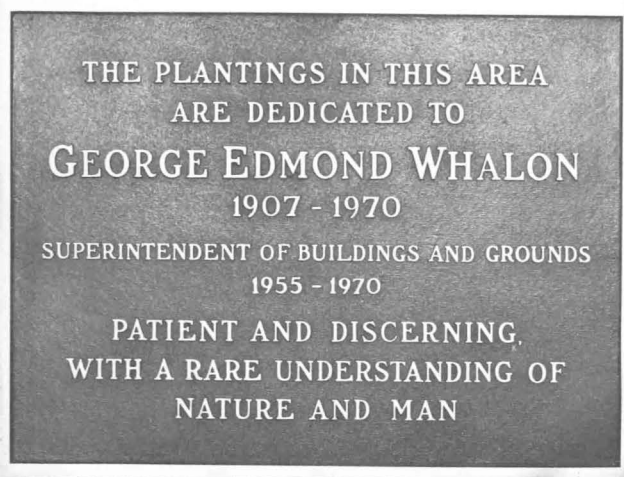 THE PLANTINGS IN THIS AREA
ARE DEDICATED TO
GEORGE EDMOND WHALON
1907 - 1970
SUPERINTENDENT OF BUILDINGS AND GROUNDS
1955 - 1970
PATIENT AND DISCERNING,
WITH A RARE UNDERSTANDING OF
NATURE AND MAN